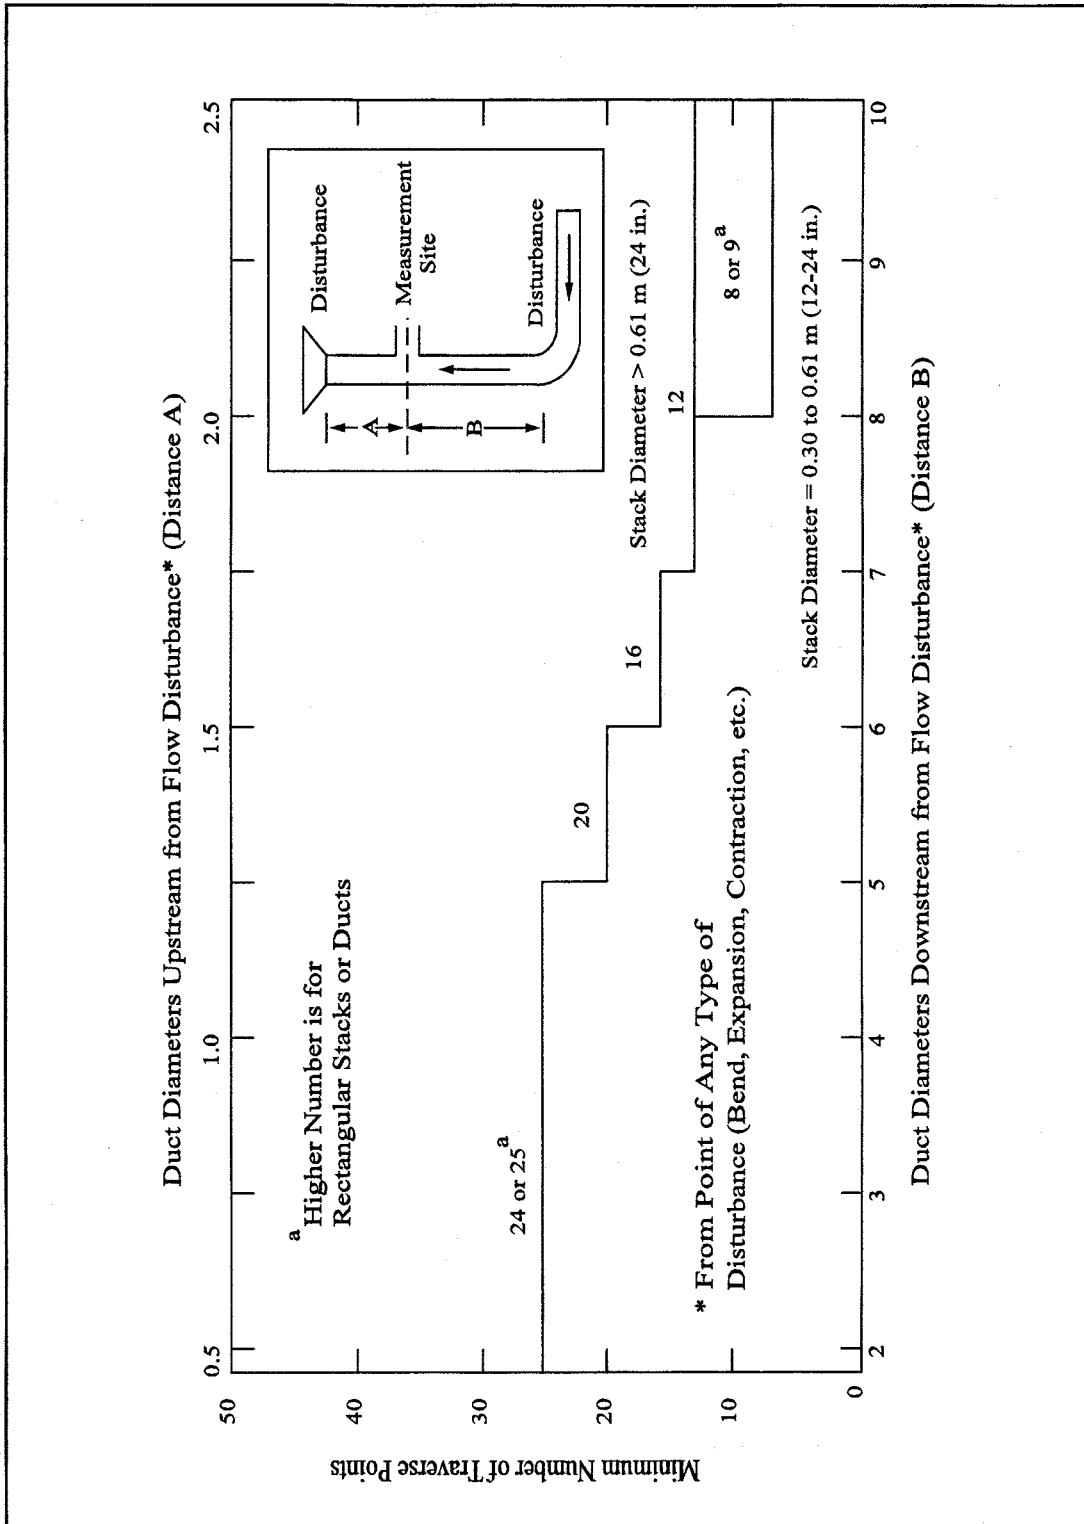 Duct Diameters Upstream from Flow Disturbance* (Distance A)
0.5
1.0
1.5
2.0
2.5
50
40
30
20
10
0
Minimum Number of Traverse Points
a Higher Number is for
Rectangular Stacks or Ducts
Disturbance
Measurement
Site
Disturbance
A
B
24 or 25 a
20
16
Stack Diameter > 0.61 m (24 in.)
12
8 or 9 a
* From Point of Any Type of
Disturbance (Bend, Expansion, Contraction, etc.)
Stack Diameter = 0.30 to 0.61 m (12-24 in.)
2
3
4
5
6
7
8
9
10
Duct Diameters Downstream from Flow Disturbance* (Distance B)